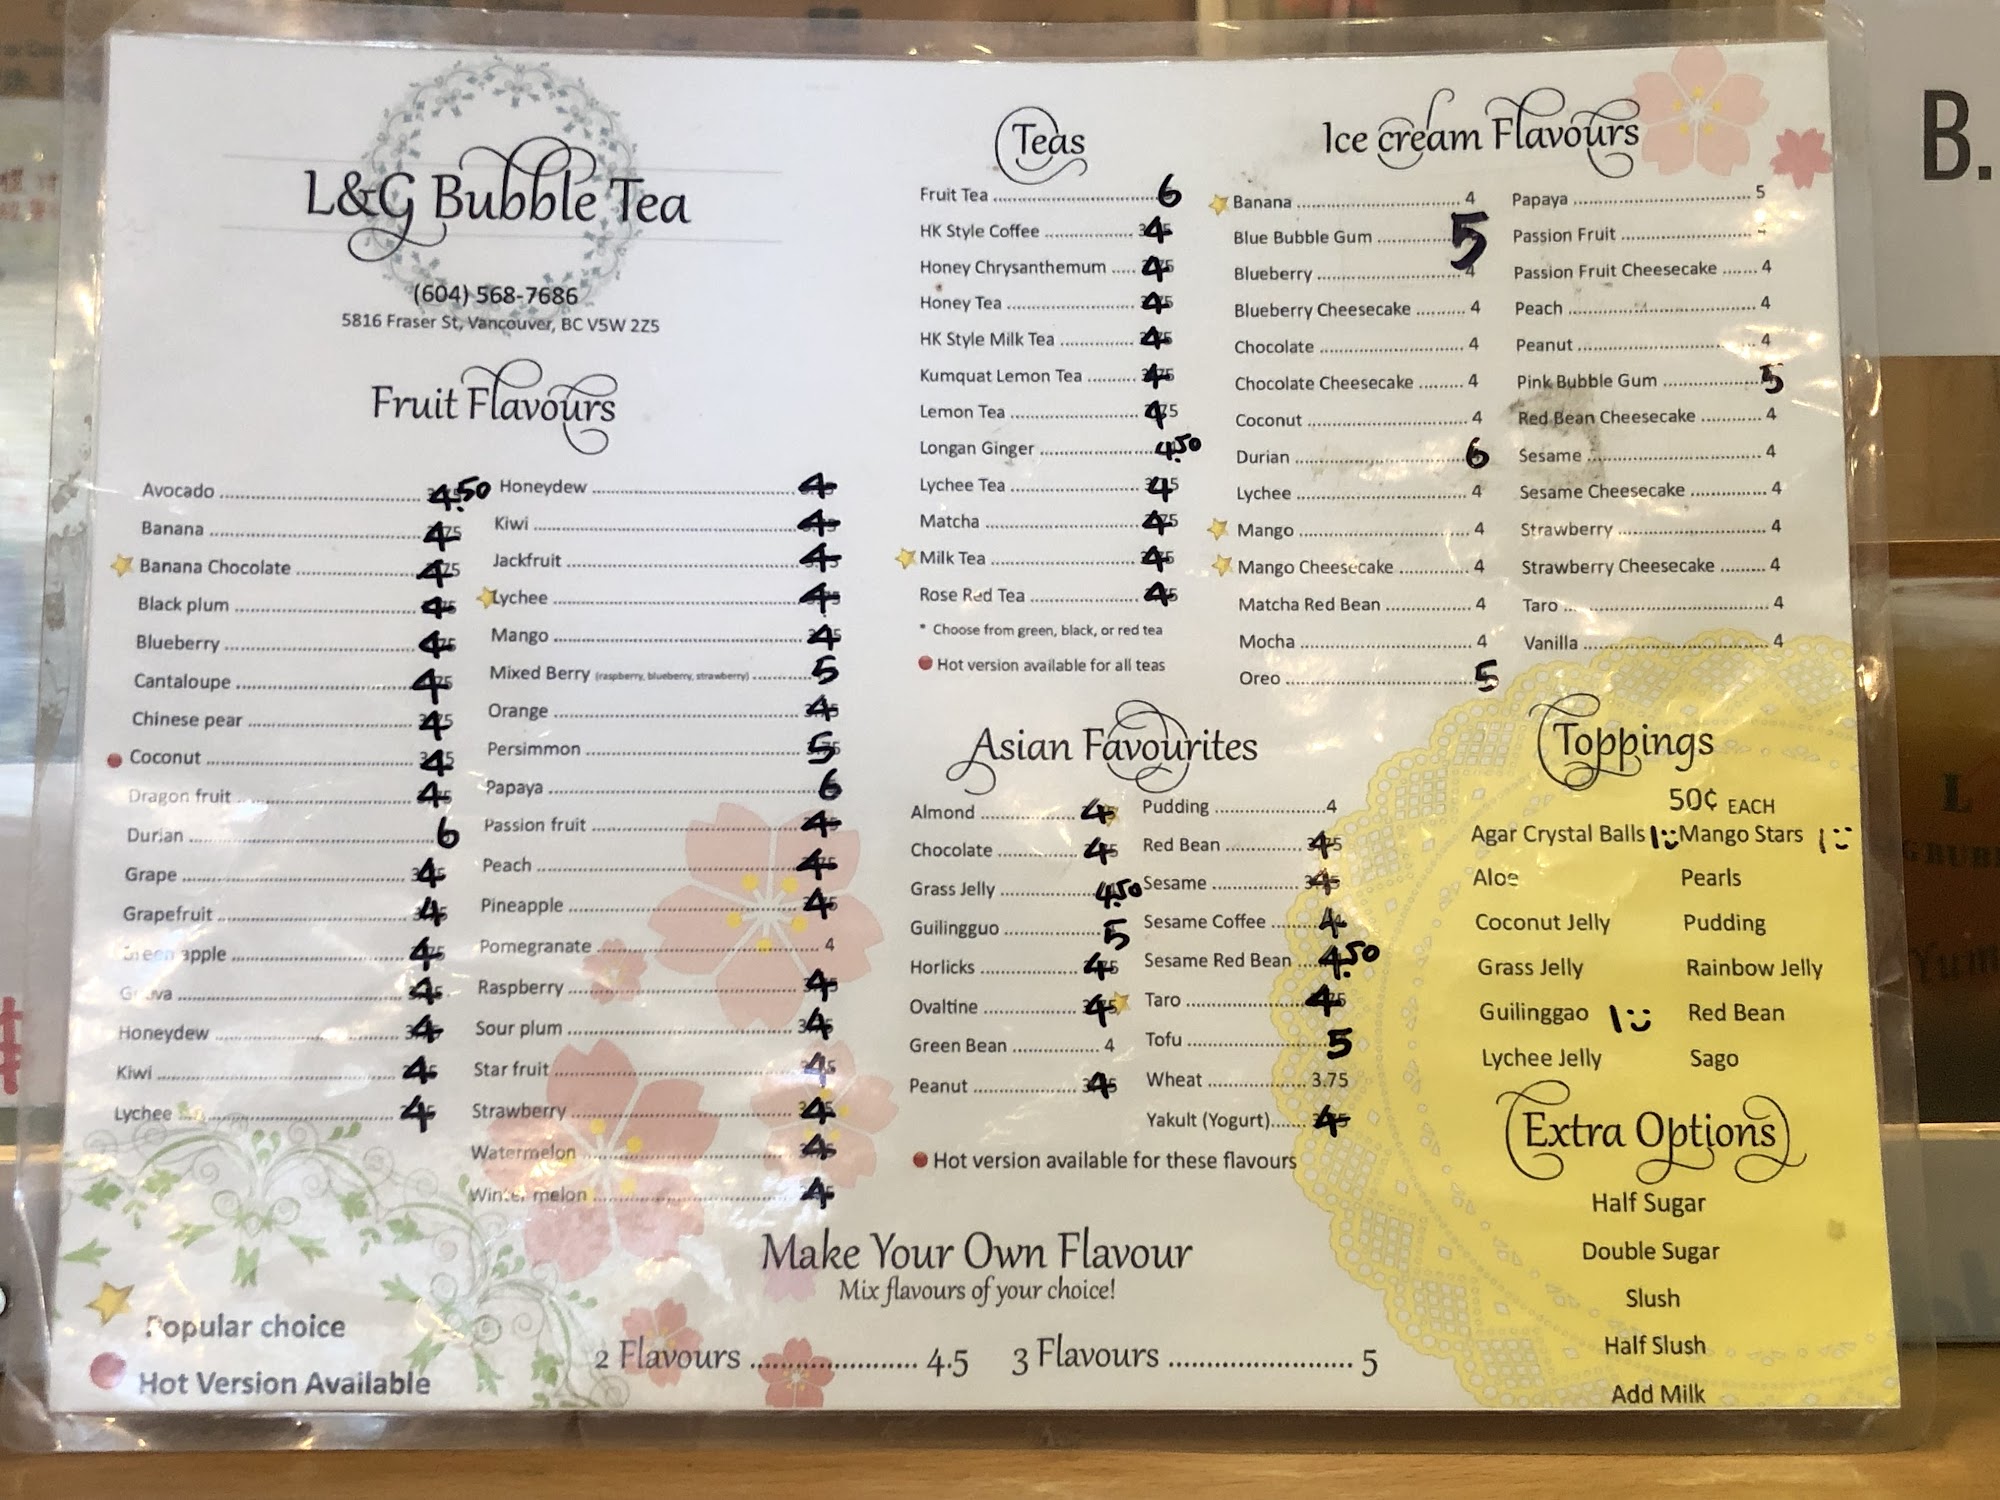 L&G Bubble Tea
(604) 568-7686
5816 Fraser St, Vancouver, BC V5W 2Z5
Fruit Flavours
Avocado 4.50
Banana 4
Banana Chocolate 4
Black plum 4
Blueberry 4
Cantaloupe 4
Chinese pear 4
Coconut 4
Dragon fruit 4
Durian 6
Grape 4
Grapefruit 4
Green apple 4
Guava 4
Honeydew 4
Kiwi 4
Lychee 4
Honeydew 4
Kiwi 4
Jackfruit 4
Lychee 4
Mango 4
Mixed Berry (raspberry, blueberry, strawberry) 5
Orange 4
Persimmon 5
Papaya 6
Passion fruit 4
Peach 4
Pineapple 4
Pomegranate 4
Raspberry 4
Sour plum 4
Star fruit 4
Strawberry 4
Watermelon 4
Winter melon 4
Popular choice
Hot Version Available
Teas
Fruit Tea 6
HK Style Coffee 4
Honey Chrysanthemum 4
Honey Tea 4
HK Style Milk Tea 4
Kumquat Lemon Tea 4
Lemon Tea 4
Longan Ginger 4.50
Lychee Tea 4
Matcha 4
Milk Tea 4
Rose Red Tea 4
* Choose from green, black, or red tea
Hot version available for all teas
Ice cream Flavours
Banana 4
Blue Bubble Gum 5
Blueberry 4
Blueberry Cheesecake 4
Chocolate 4
Chocolate Cheesecake 4
Coconut 4
Durian 6
Lychee 4
Mango 4
Mango Cheesecake 4
Matcha Red Bean 4
Mocha 4
Oreo 5
Papaya 5
Passion Fruit
Passion Fruit Cheesecake 4
Peach 4
Peanut 4
Pink Bubble Gum 5
Red Bean Cheesecake 4
Sesame 4
Sesame Cheesecake 4
Strawberry 4
Strawberry Cheesecake 4
Taro 4
Vanilla 4
Asian Favourites
Almond 4
Chocolate 4
Grass Jelly 4.50
Guilingguo 5
Horlicks 4
Ovaltine 4
Green Bean 4
Peanut 4
Pudding 4
Red Bean 4
Sesame 4
Sesame Coffee 4
Sesame Red Bean 4.50
Taro 4
Tofu 5
Wheat 3.75
Yakult (Yogurt) 4
Hot version available for these flavours
Make Your Own Flavour
Mix flavours of your choice!
2 Flavours 4.5
3 Flavours 5
Toppings
50¢ EACH
Agar Crystal Balls 1
Mango Stars 1
Aloe
Pearls
Coconut Jelly
Pudding
Grass Jelly
Rainbow Jelly
Guilinggao 1
Red Bean
Lychee Jelly
Sago
Extra Options
Half Sugar
Double Sugar
Slush
Half Slush
Add Milk
B.